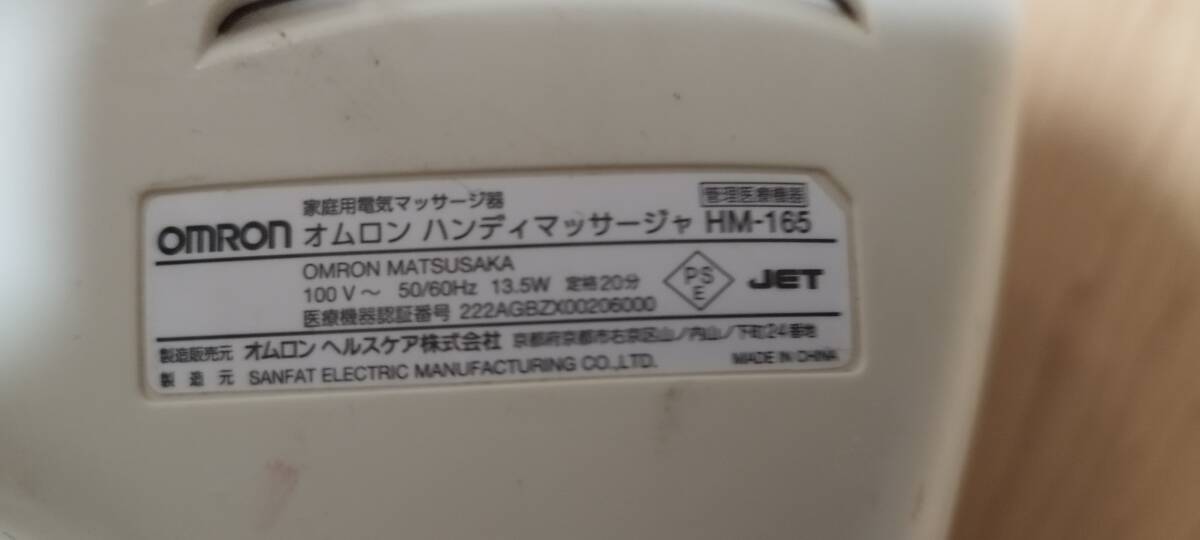 家庭用電気マッサージ器 管理医療機器
OMRON オムロン ハンディマッサージャ HM-165
OMRON MATSUSAKA
100 V～ 50/60Hz 13.5W 定格20分
PS E JET
医療機器認証番号 222AGBZX00206000
製造販売元 オムロン ヘルスケア株式会社 京都府京都市右京区山ノ内山ノ下町24番地
製造元 SANFAT ELECTRIC MANUFACTURING CO.,LTD. MADE IN CHINA